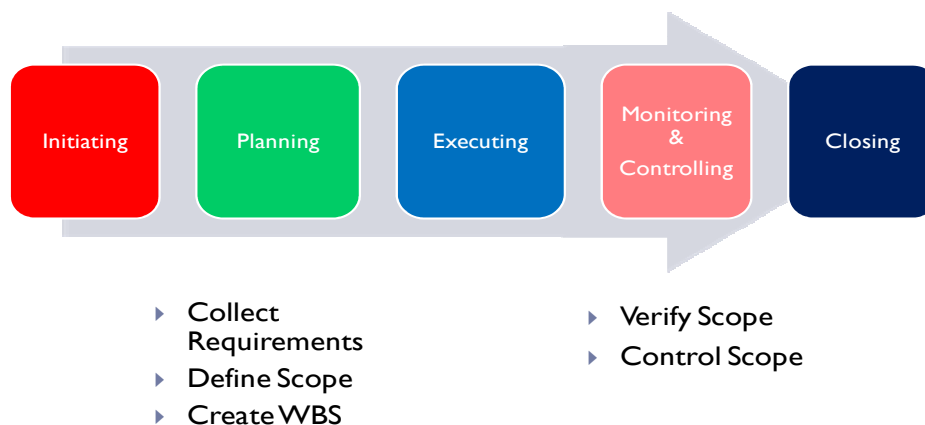 Initiating
Planning
Executing
Monitoring
&
Controlling
Closing
Collect
Requirements
Define Scope
Create WBS
Verify Scope
Control Scope